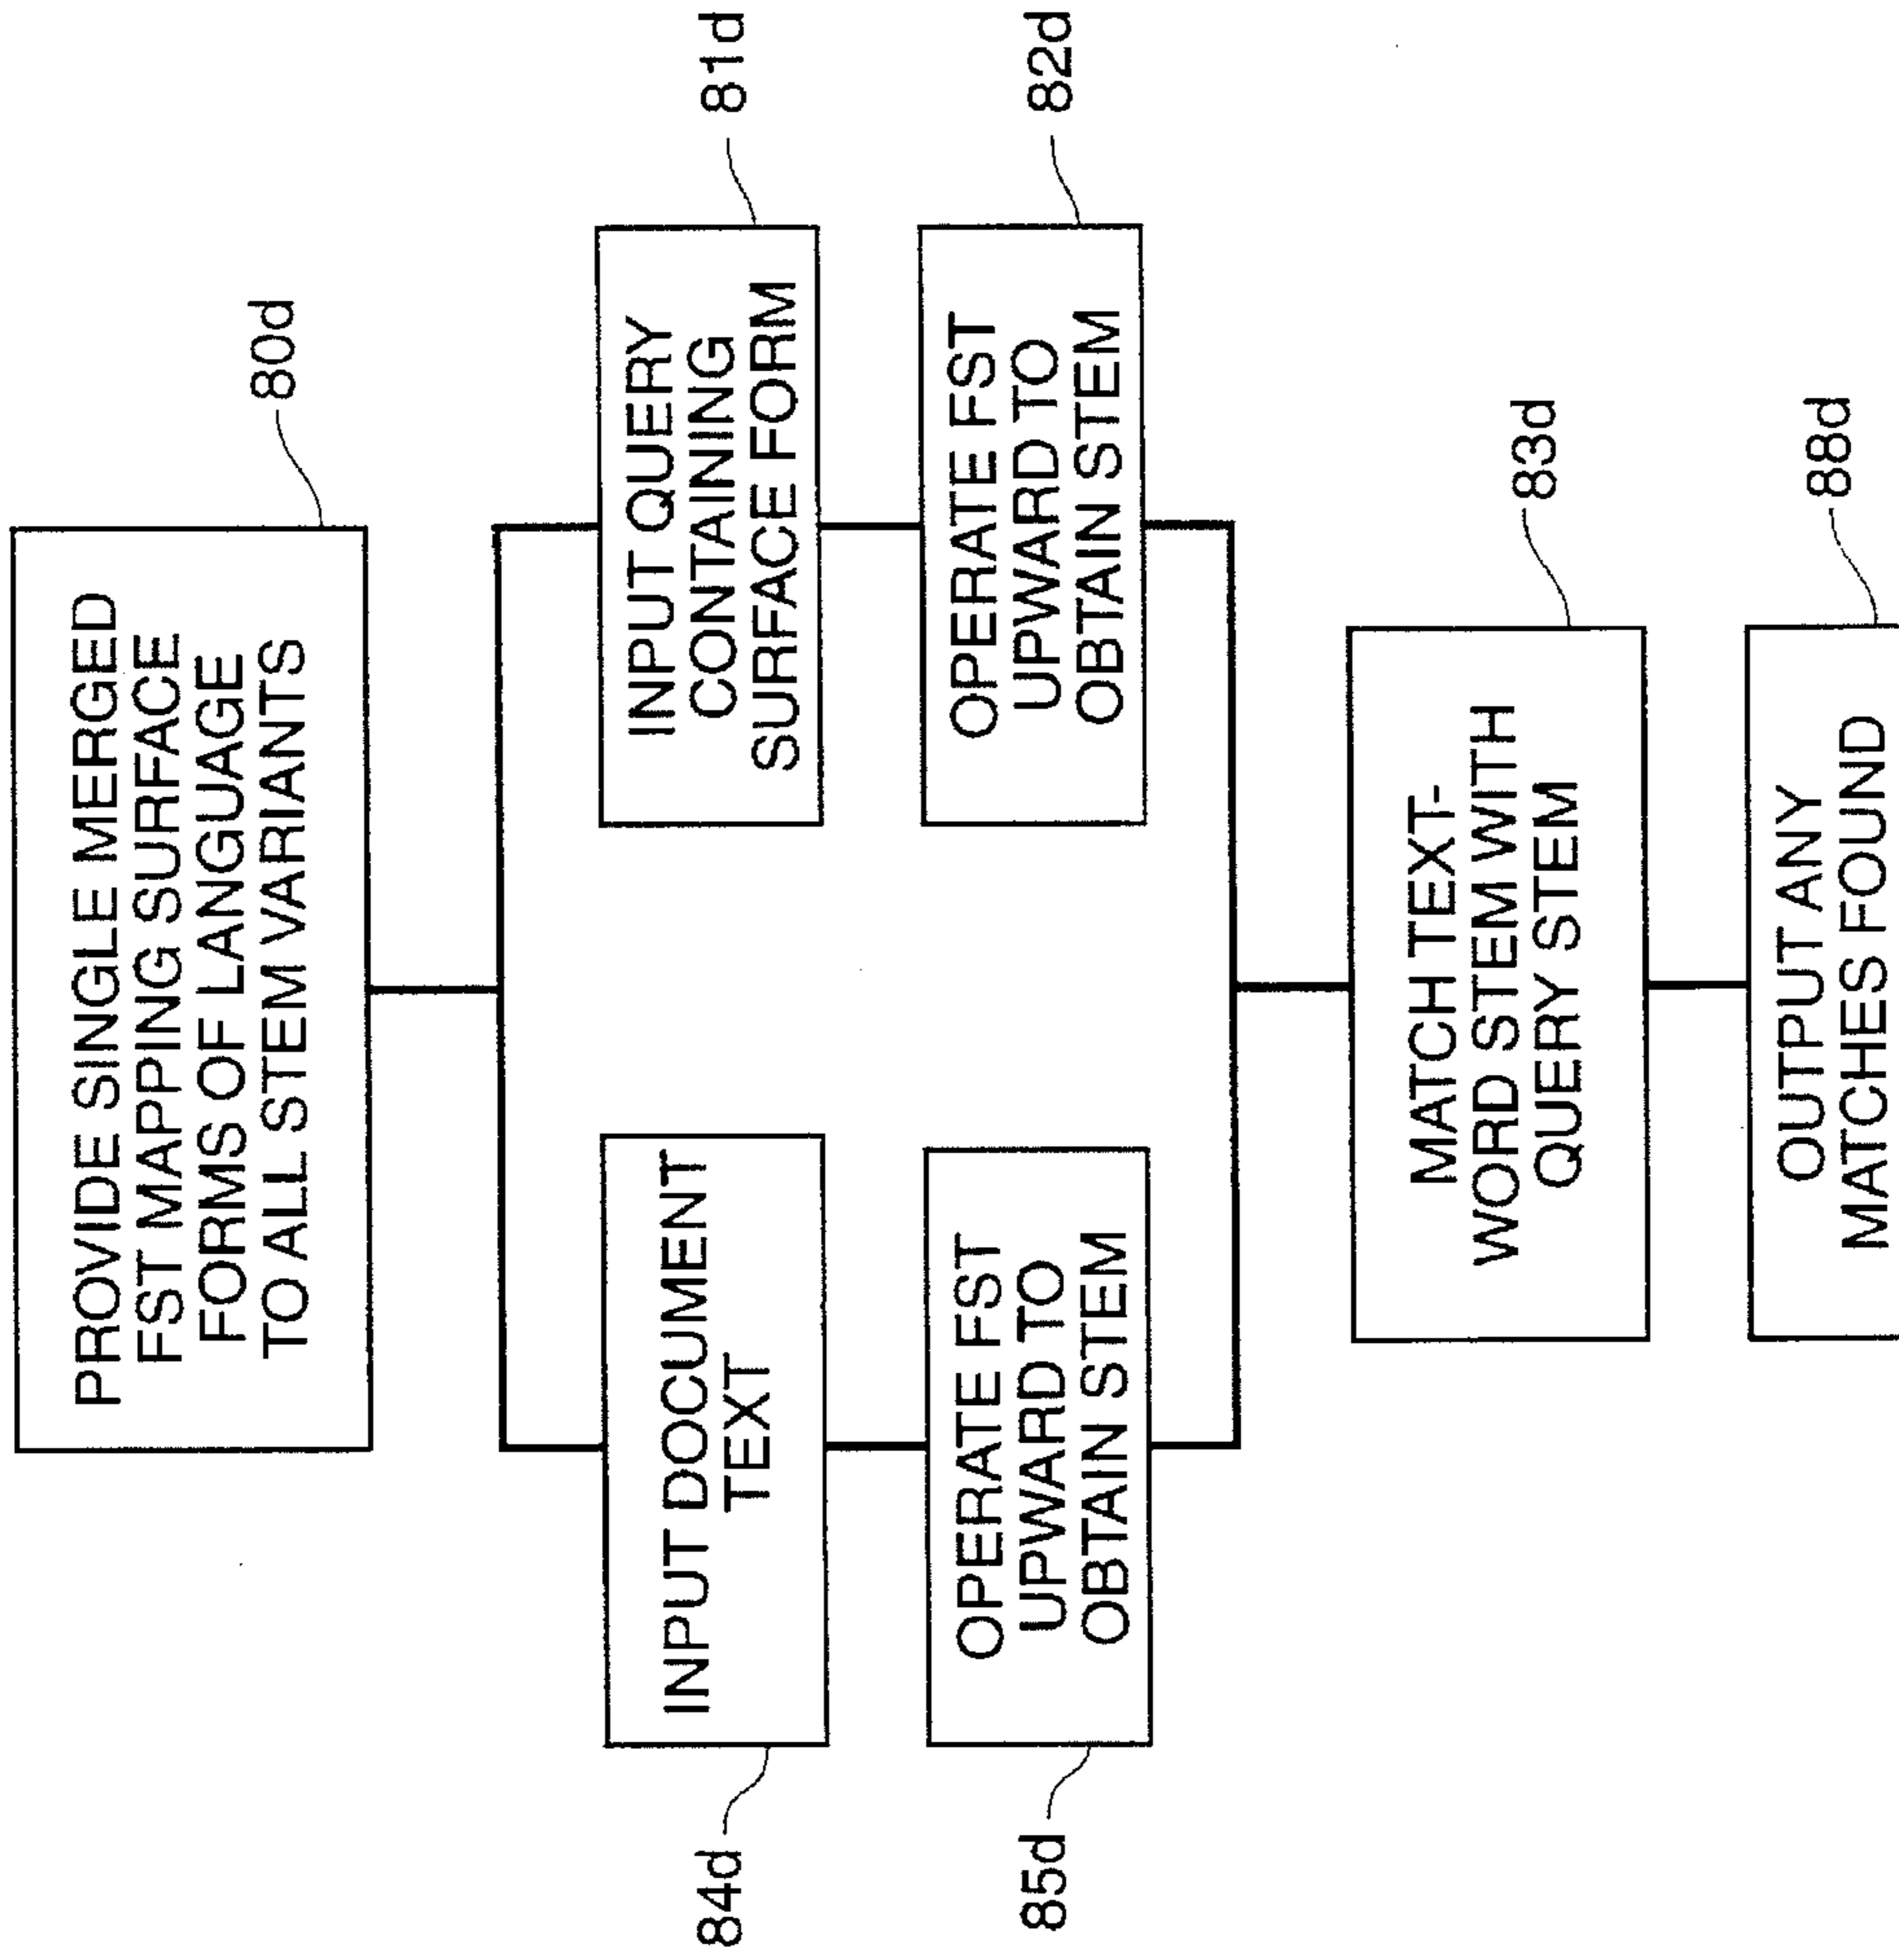 PROVIDE SINGLE MERGED
FST MAPPING SURFACE
FORMS OF LANGUAGE
TO ALL STEM VARIANTS
80d
INPUT DOCUMENT
TEXT
84d
INPUT QUERY
CONTAINING
SURFACE FORM
81d
OPERATE FST
UPWARD TO
OBTAIN STEM
85d
OPERATE FST
UPWARD TO
OBTAIN STEM
82d
MATCH TEXT-
WORD STEM WITH
QUERY STEM
83d
OUTPUT ANY
MATCHES FOUND
88d